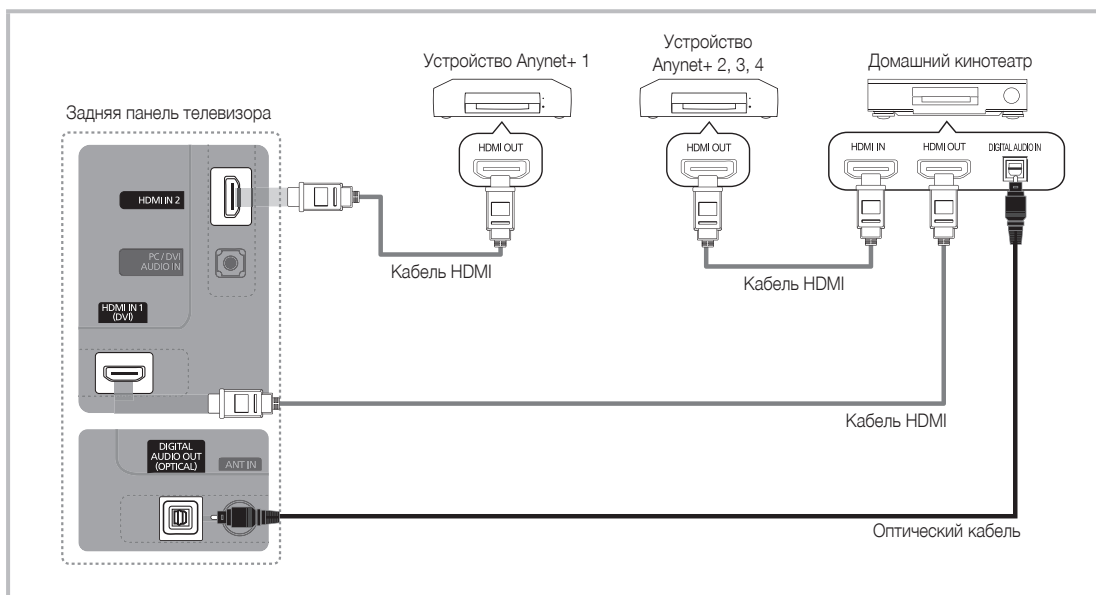 Устройство Anynet+ 1
Устройство
Anynet+ 2, 3, 4
Домашний кинотеатр
Задняя панель телевизора
HDMI OUT
HDMI OUT
HDMI IN
HDMI OUT
DIGITAL AUDIO IN
HDMI IN 2
PC / DVI
AUDIO IN
HDMI IN 1
(DVI)
Кабель HDMI
Кабель HDMI
Кабель HDMI
DIGITAL
AUDIO OUT
(OPTICAL)
ANT IN
Оптический кабель